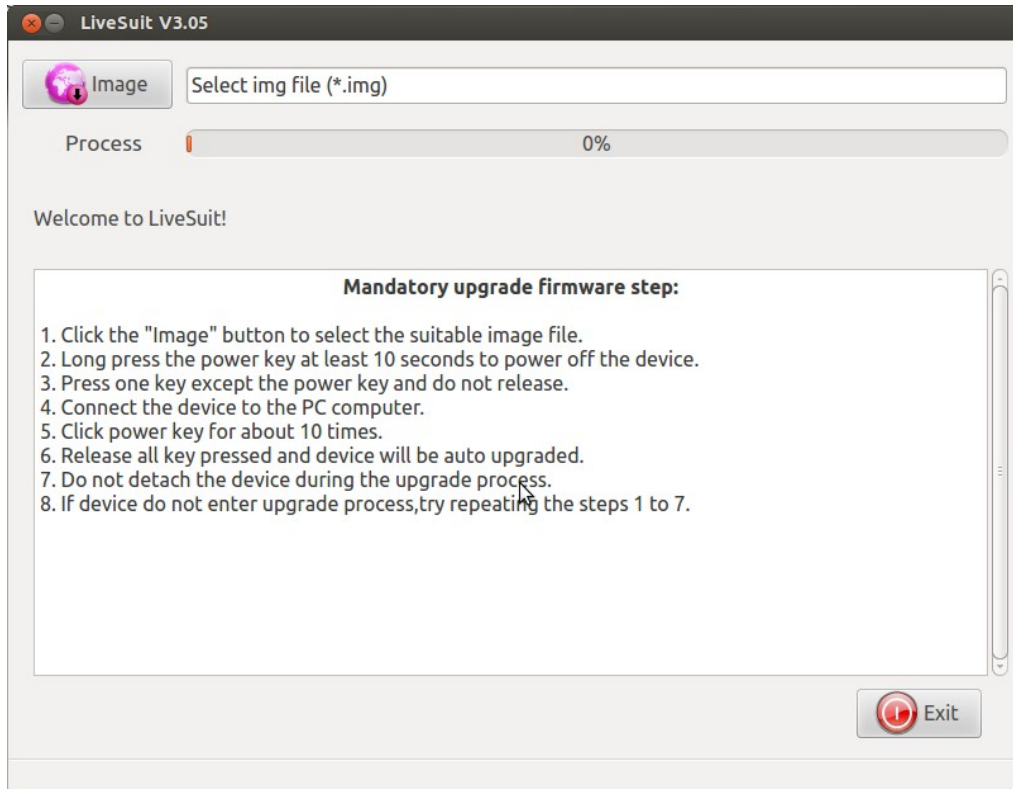 LiveSuit V3.05
Image
Select img file (*.img)
Process
0%
Welcome to LiveSuit!
Mandatory upgrade firmware step:
1. Click the "Image" button to select the suitable image file.
2. Long press the power key at least 10 seconds to power off the device.
3. Press one key except the power key and do not release.
4. Connect the device to the PC computer.
5. Click power key for about 10 times.
6. Release all key pressed and device will be auto upgraded.
7. Do not detach the device during the upgrade process.
8. If device do not enter upgrade process,try repeating the steps 1 to 7.
Exit